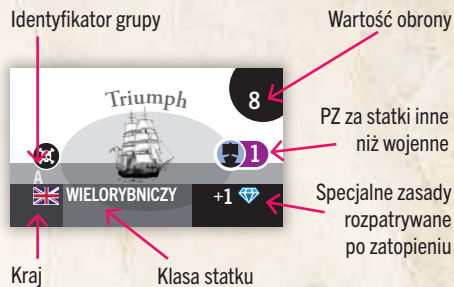 Identyfikator grupy
Wartość obrony
Triumph
8
PZ za statki inne
niż wojenne
1
A
WIELORYBNICZY
+1
Specjalne zasady
rozpatrywane
po zatopieniu
Kraj
Klasa statku